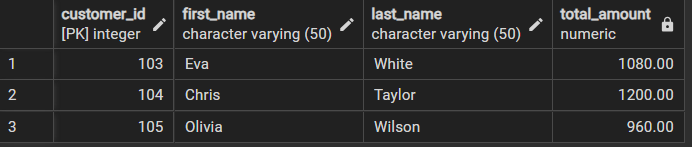 customer_id first_name last_name total_amount
[PK] integer character varying (50) character varying (50) numeric
1 103 Eva White 1080.00
2 104 Chris Taylor 1200.00
3 105 Olivia Wilson 960.00